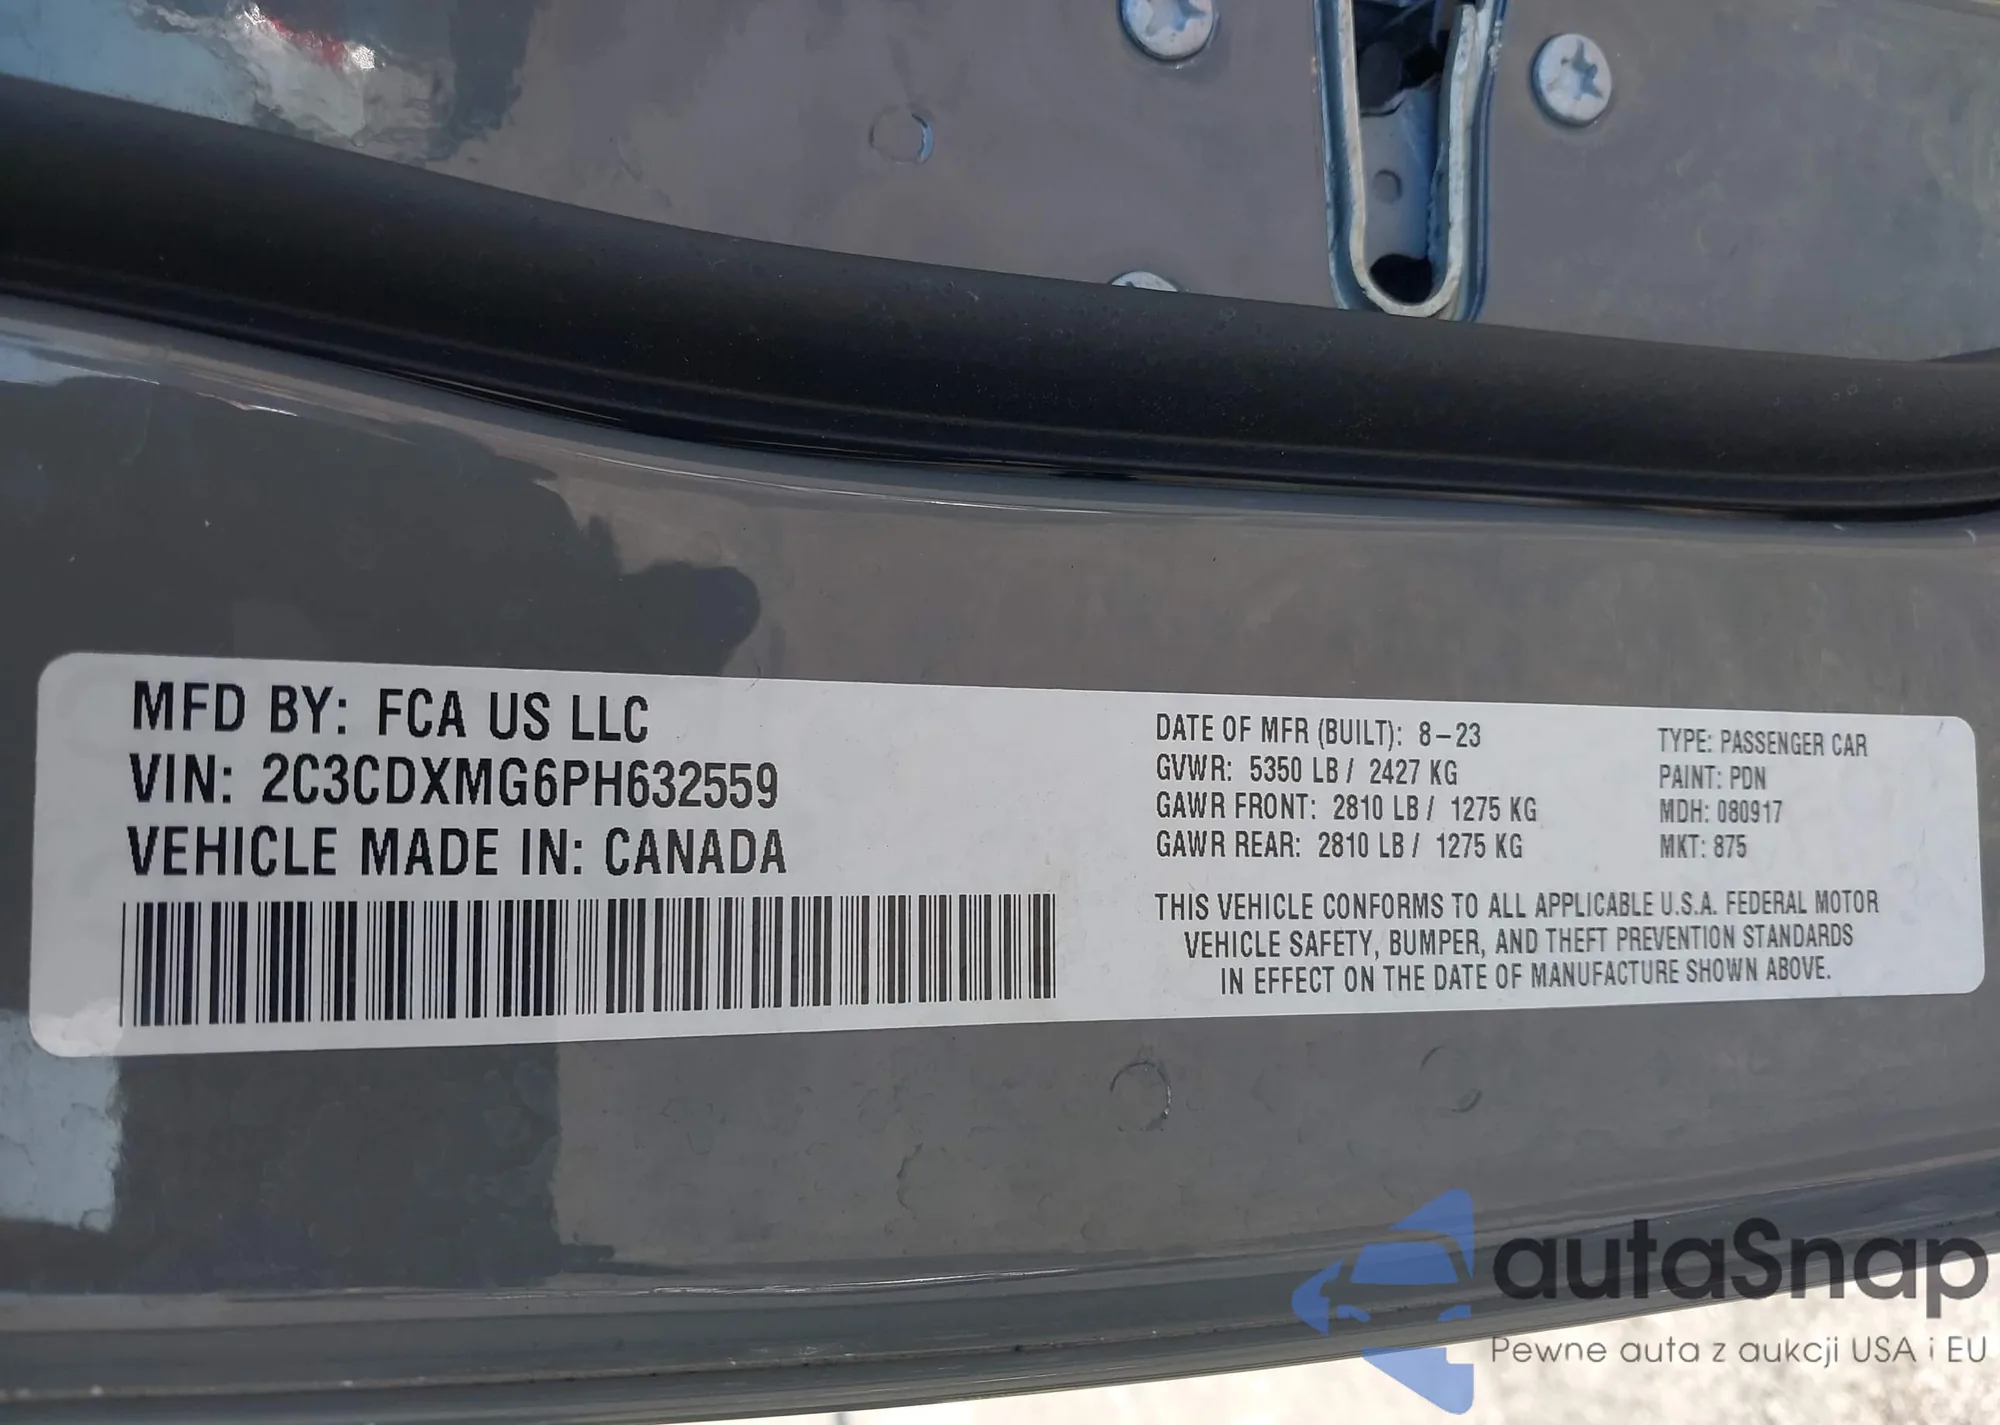 MFD BY: FCA US LLC
VIN: 2C3CDXMG6PH632559
VEHICLE MADE IN: CANADA
DATE OF MFR (BUILT): 8-23
GVWR: 5350 LB / 2427 KG
GAWR FRONT: 2810 LB / 1275 KG
GAWR REAR: 2810 LB / 1275 KG
TYPE: PASSENGER CAR
PAINT: PDN
MDH: 080917
MKT: 875
THIS VEHICLE CONFORMS TO ALL APPLICABLE U.S.A. FEDERAL MOTOR
VEHICLE SAFETY, BUMPER, AND THEFT PREVENTION STANDARDS
IN EFFECT ON THE DATE OF MANUFACTURE SHOWN ABOVE.
autaSnap
Pewne auta z aukcji USA i EU